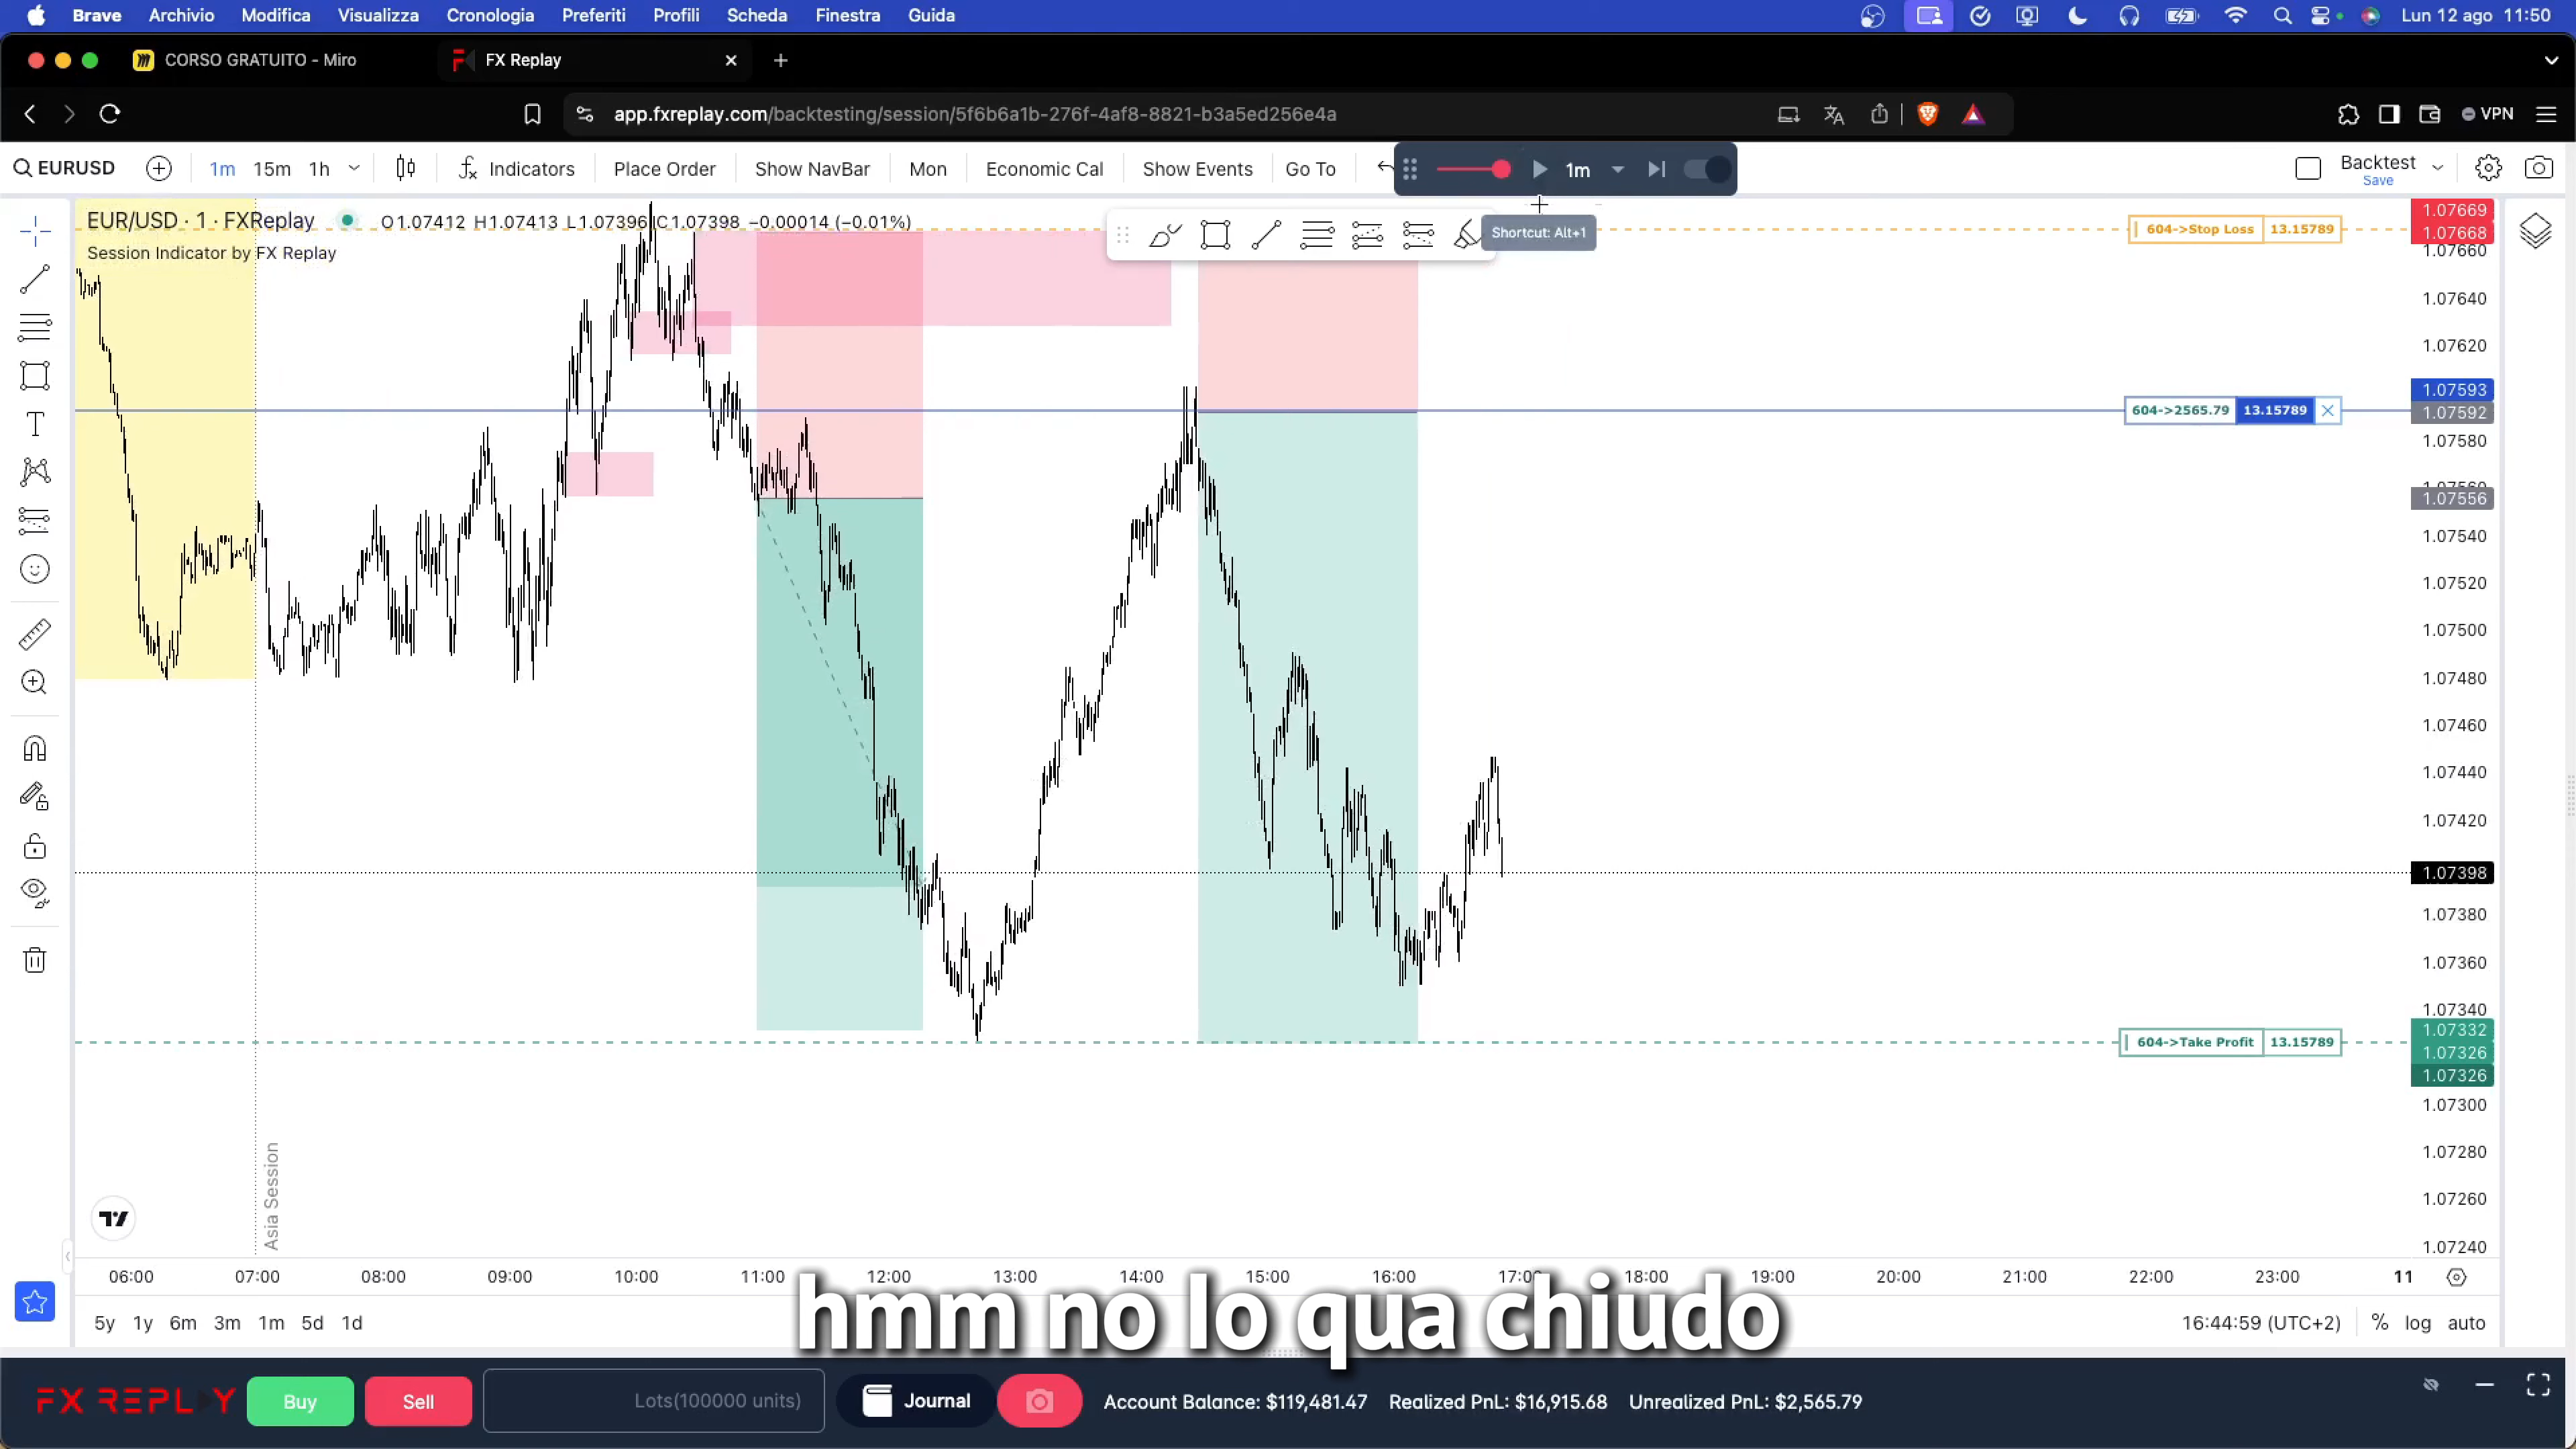 Brave Archivio Modifica Visualizza Cronologia Preferiti Profili Scheda Finestra Guida Lun 12 ago 11:50
CORSO GRATUITO - Miro FX Replay
app.fxreplay.com/backtesting/session/5f6b6a1b-276f-4af8-8821-b3a5ed256e4a VPN
EURUSD 1m 15m 1h Indicators Place Order Show NavBar Mon Economic Cal Show Events Go To 1m Backtest
Save
EUR/USD · 1 · FXReplay O1.07412 H1.07413 L1.07396 C1.07398 −0.00014 (−0.01%)
Session Indicator by FX Replay
Shortcut: Alt+1
604->Stop Loss 13.15789
604->2565.79 13.15789
604->Take Profit 13.15789
1.07669
1.07668
1.07660
1.07640
1.07620
1.07593
1.07592
1.07580
1.07556
1.07540
1.07520
1.07500
1.07480
1.07460
1.07440
1.07420
1.07398
1.07380
1.07360
1.07340
1.07332
1.07326
1.07326
1.07300
1.07280
1.07260
1.07240
Asia Session
06:00 07:00 08:00 09:00 10:00 11:00 12:00 13:00 14:00 15:00 16:00 17:00 18:00 19:00 20:00 21:00 22:00 23:00 11
hmm no lo qua chiudo
5y 1y 6m 3m 1m 5d 1d 16:44:59 (UTC+2) % log auto
FX REPLAY Buy Sell Lots(100000 units) Journal Account Balance: $119,481.47 Realized PnL: $16,915.68 Unrealized PnL: $2,565.79